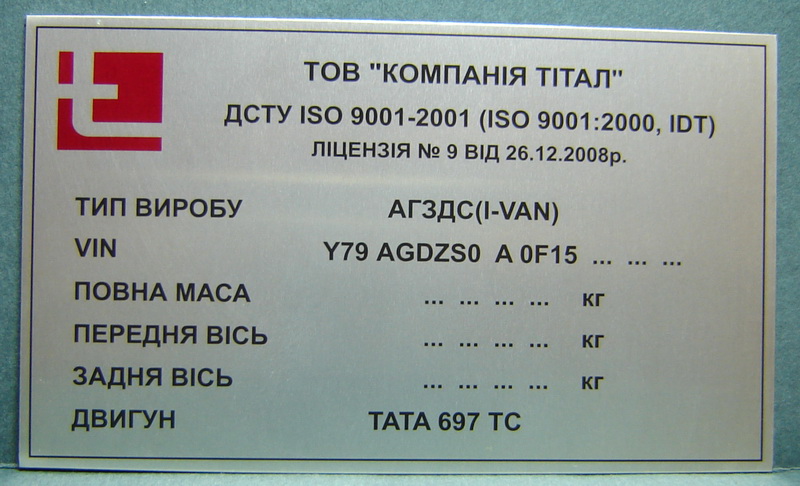 ТОВ "КОМПАНІЯ ТІТАЛ"
ДСТУ ISO 9001-2001 (ISO 9001:2000, IDT)
ЛІЦЕНЗІЯ № 9 ВІД 26.12.2008р.
ТИП ВИРОБУ АГЗДС(I-VAN)
VIN Y79 AGDZS0 A 0F15 ... ... ...
ПОВНА МАСА ... ... ... ... кг
ПЕРЕДНЯ ВІСЬ ... ... ... ... кг
ЗАДНЯ ВІСЬ ... ... ... ... кг
ДВИГУН ТАТА 697 ТС